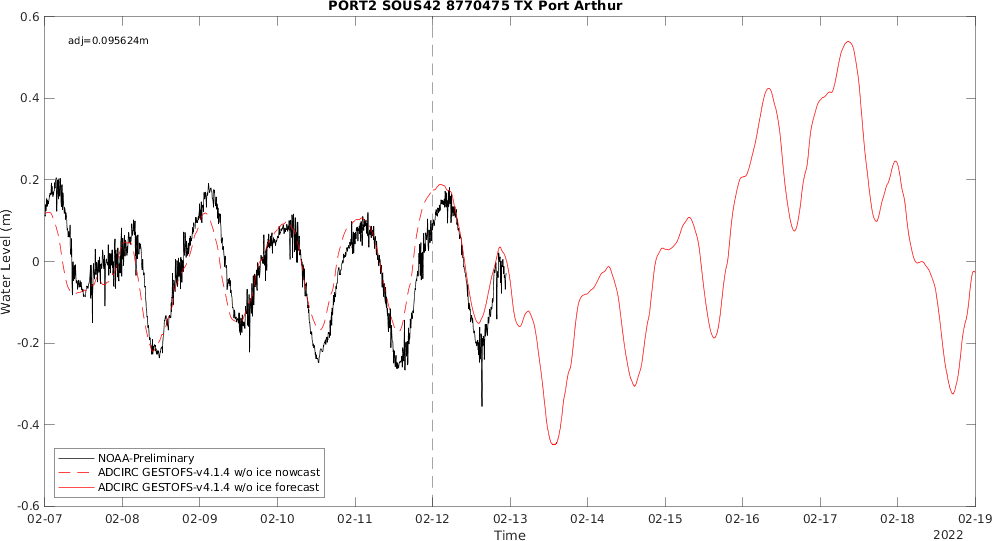 PORT2 SOUS42 8770475 TX Port Arthur
0.6
adj=0.095624m
0.4
0.2
0
-0.2
-0.4
-0.6
Water Level (m)
NOAA-Preliminary
ADCIRC GESTOFS-v4.1.4 w/o ice nowcast
ADCIRC GESTOFS-v4.1.4 w/o ice forecast
02-07 02-08 02-09 02-10 02-11 02-12 02-13 02-14 02-15 02-16 02-17 02-18 02-19
Time
2022